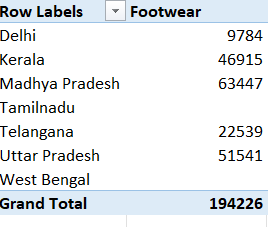 Row Labels Footwear
Delhi 9784
Kerala 46915
Madhya Pradesh 63447
Tamilnadu
Telangana 22539
Uttar Pradesh 51541
West Bengal
Grand Total 194226